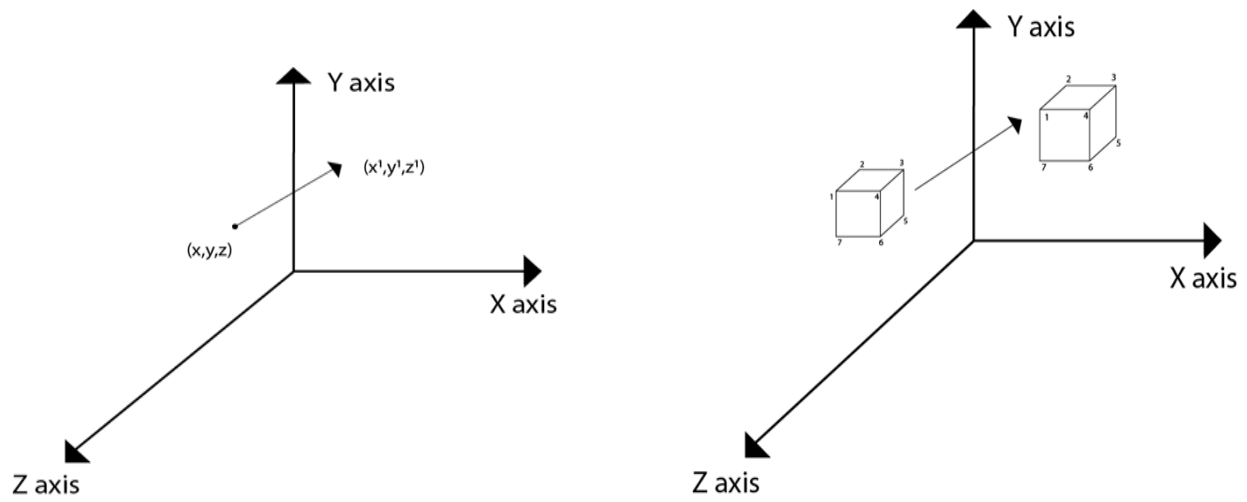 Y axis
(x¹,y¹,z¹)
(x,y,z)
X axis
Z axis
Y axis
2 3
1 4
5
7 6
2 3
1 4
5
7 6
X axis
Z axis